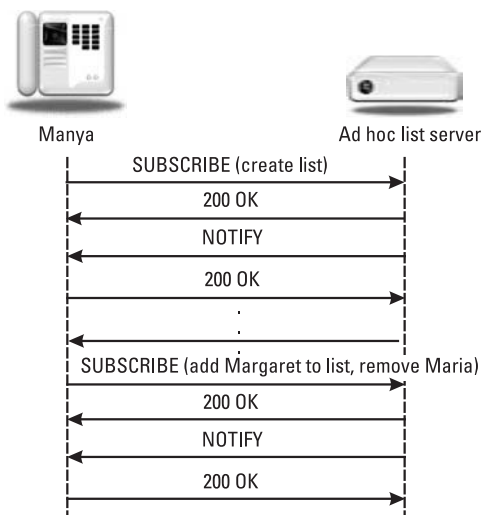 Manya
Ad hoc list server
SUBSCRIBE (create list)
200 OK
NOTIFY
200 OK
SUBSCRIBE (add Margaret to list, remove Maria)
200 OK
NOTIFY
200 OK